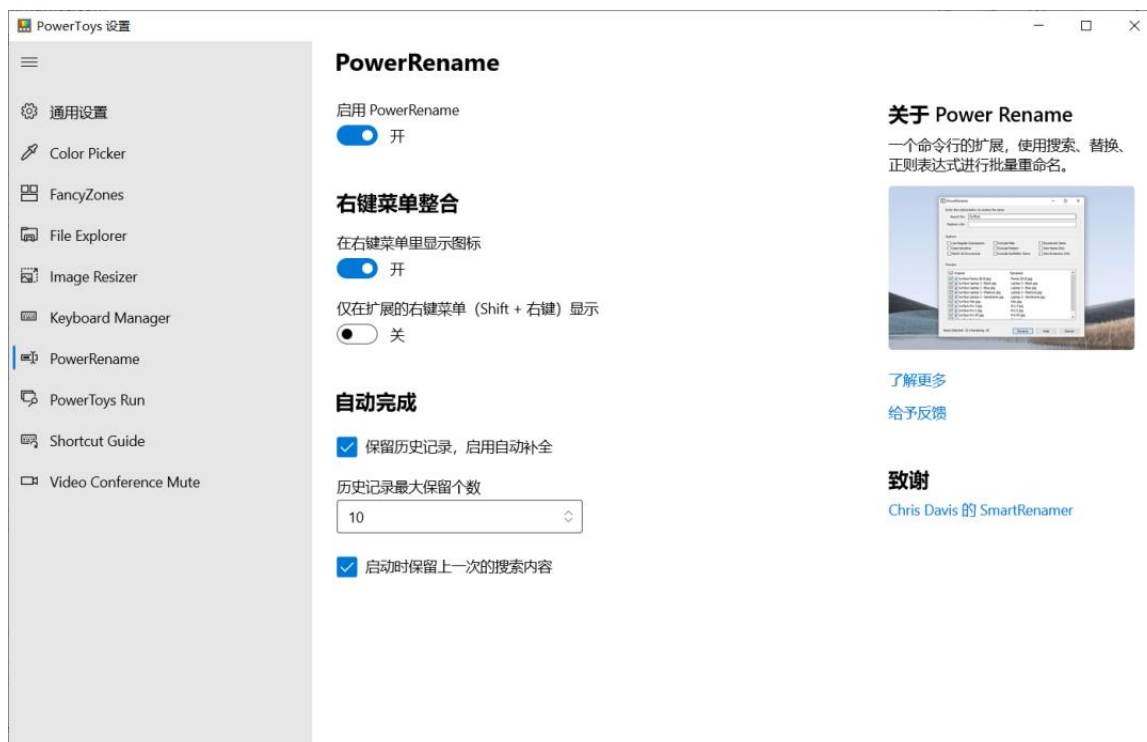 PowerToys 设置
通用设置
Color Picker
FancyZones
File Explorer
Image Resizer
Keyboard Manager
PowerRename
PowerToys Run
Shortcut Guide
Video Conference Mute
PowerRename
启用 PowerRename
开
右键菜单整合
在右键菜单里显示图标
开
仅在扩展的右键菜单（Shift + 右键）显示
关
自动完成
保留历史记录，启用自动补全
历史记录最大保留个数
10
启动时保留上一次的搜索内容
关于 Power Rename
一个命令行的扩展，使用搜索、替换、
正则表达式进行批量重命名。
了解更多
给予反馈
致谢
Chris Davis 的 SmartRenamer